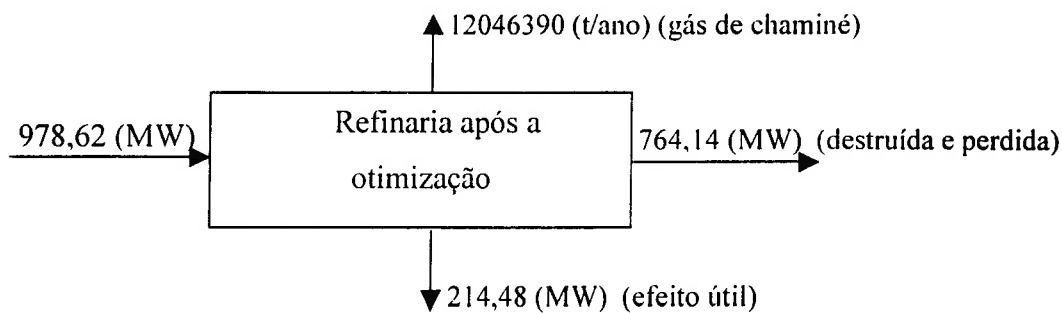 12046390 (t/ano) (gás de chaminé)
978,62 (MW)
Refinaria após a
otimização
764,14 (MW) (destruída e perdida)
214,48 (MW) (efeito útil)